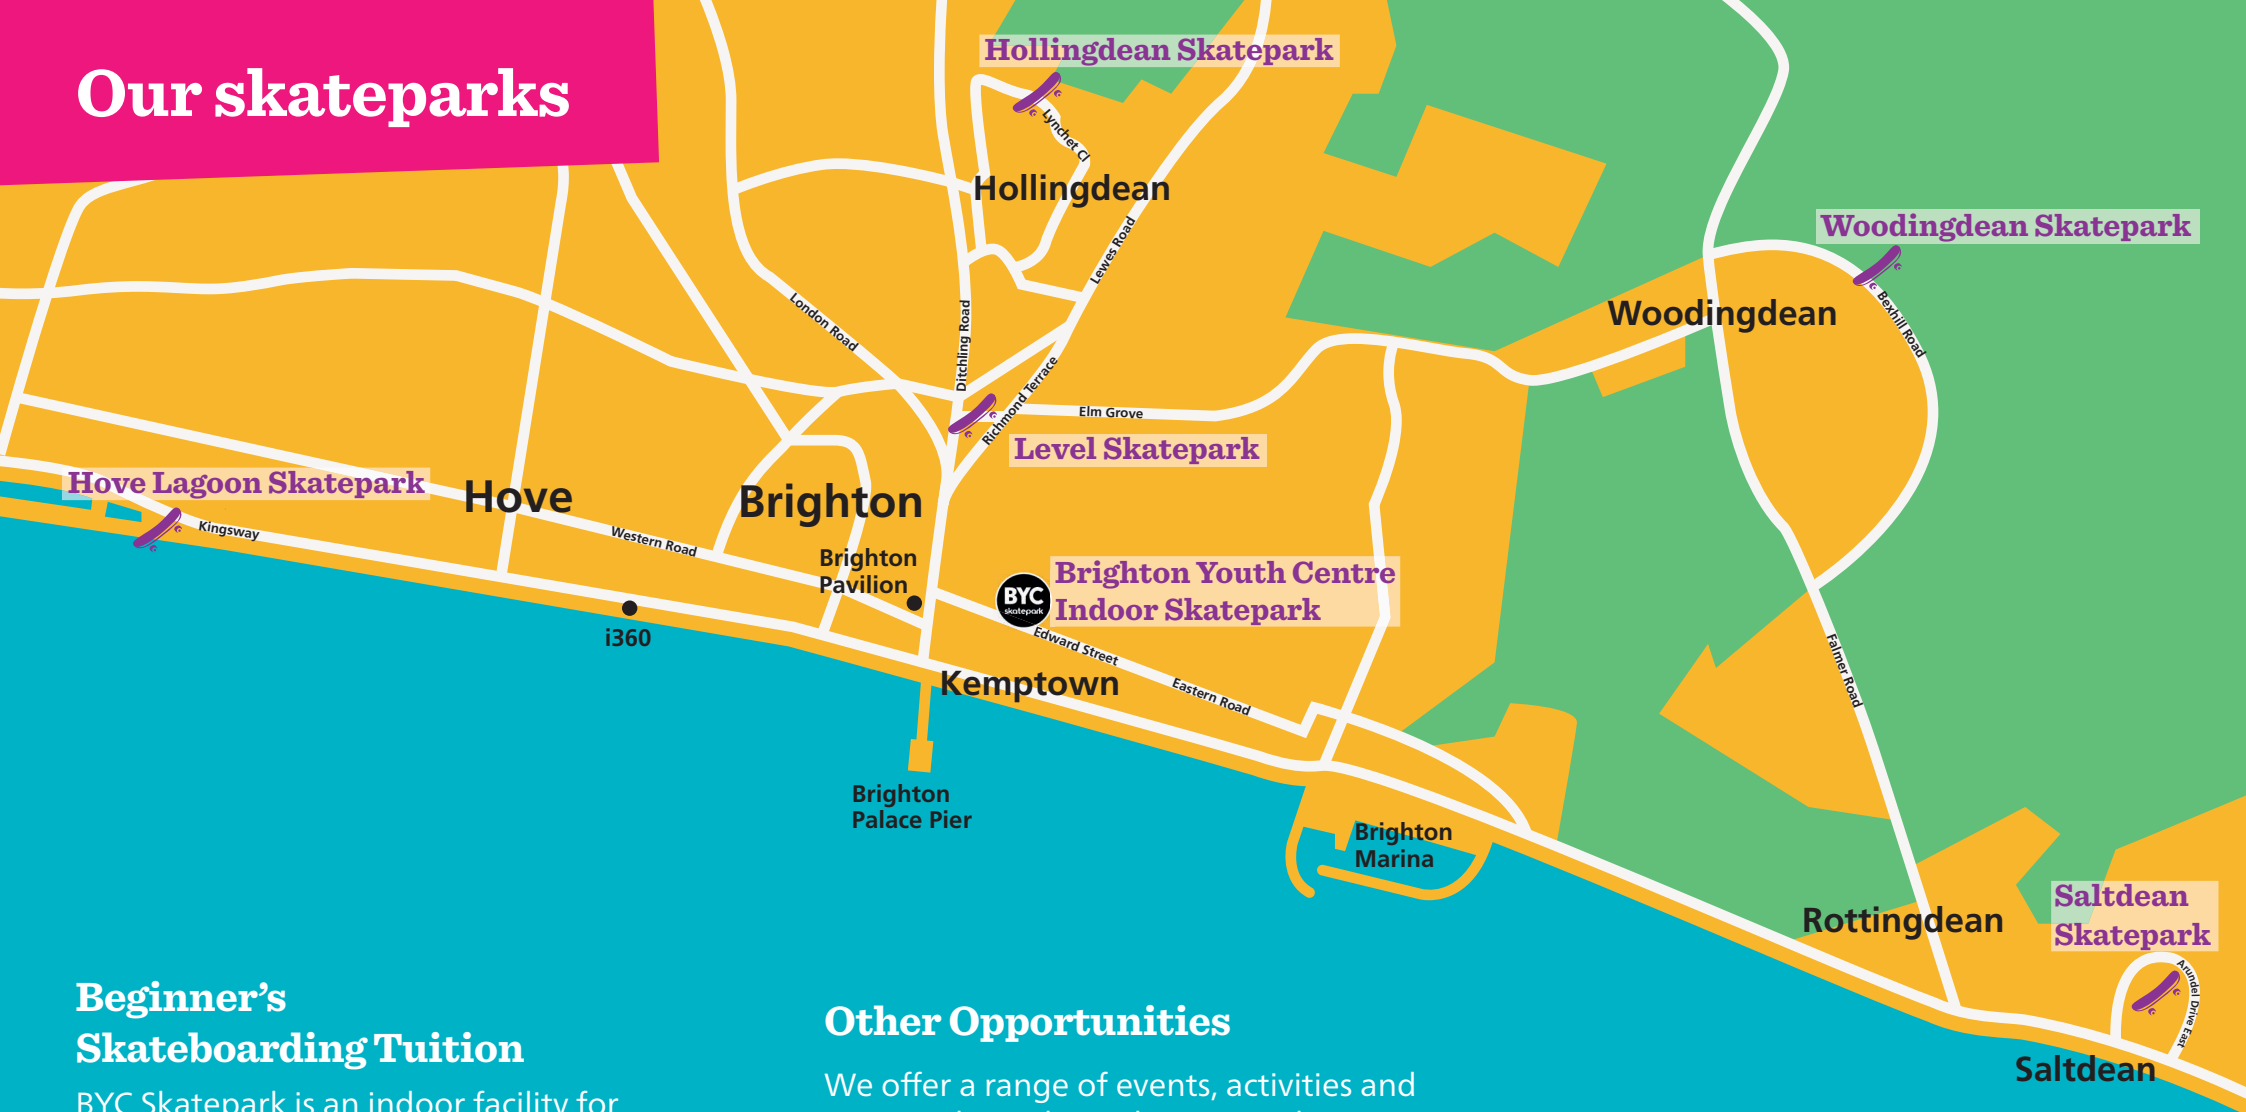 Our skateparks
Hollingdean Skatepark
Lynchet Cl
Hollingdean
Lewes Road
Woodingdean Skatepark
Woodingdean
Bexhill Road
London Road
Ditchling Road
Richmond Terrace
Elm Grove
Level Skatepark
Hove Lagoon Skatepark
Kingsway
Hove
Western Road
Brighton
Brighton
Pavilion
i360
BYC
skatepark
Brighton Youth Centre
Indoor Skatepark
Edward Street
Eastern Road
Kemptown
Falmer Road
Brighton
Palace Pier
Brighton
Marina
Rottingdean
Saltdean
Skatepark
Arundel Drive East
Saltdean
Beginner's
Skateboarding Tuition
BYC Skatepark is an indoor facility for
Other Opportunities
We offer a range of events, activities and